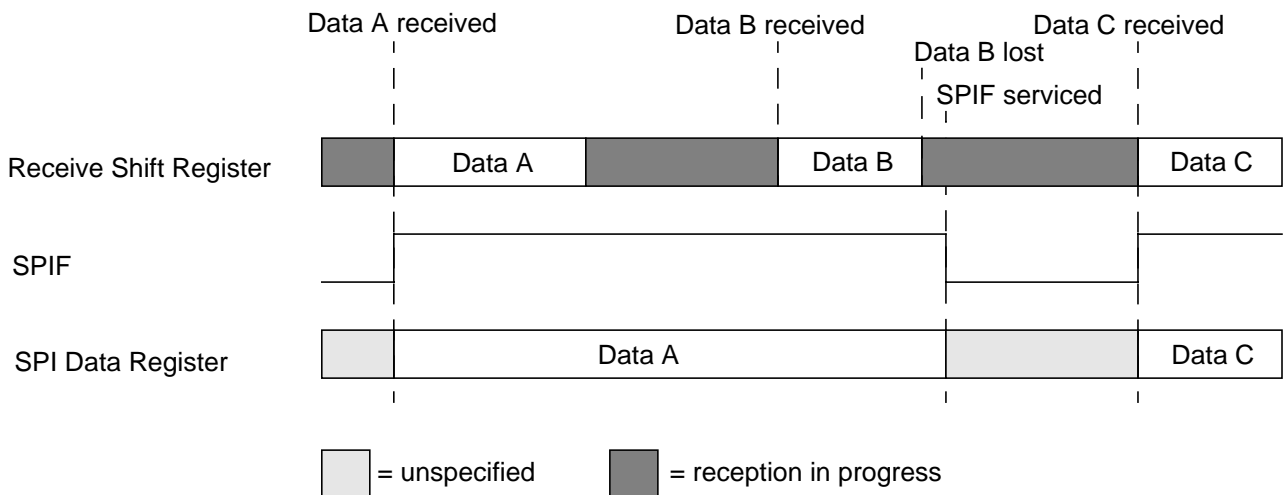 Data A received
Data B received
Data C received
Data B lost
SPIF serviced
Receive Shift Register
Data A
Data B
Data C
SPIF
SPI Data Register
Data A
Data C
= unspecified
= reception in progress